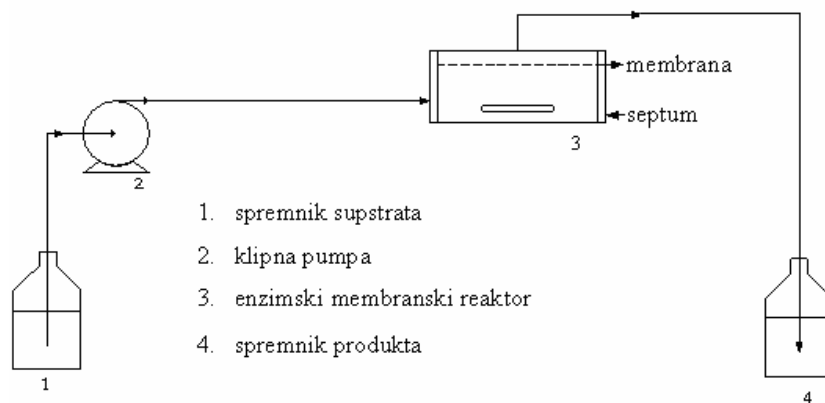 membrana
septum
3
2
1. spremnik supstrata
2. klipna pumpa
3. enzimski membranski reaktor
4. spremnik produkta
1
4